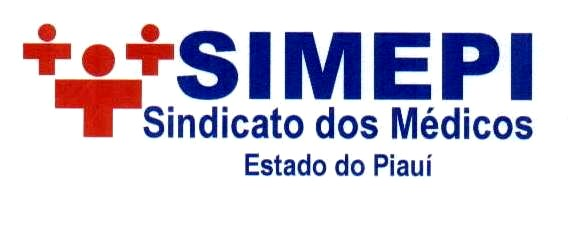 SIMEPI
Sindicato dos Médicos
Estado do Piauí